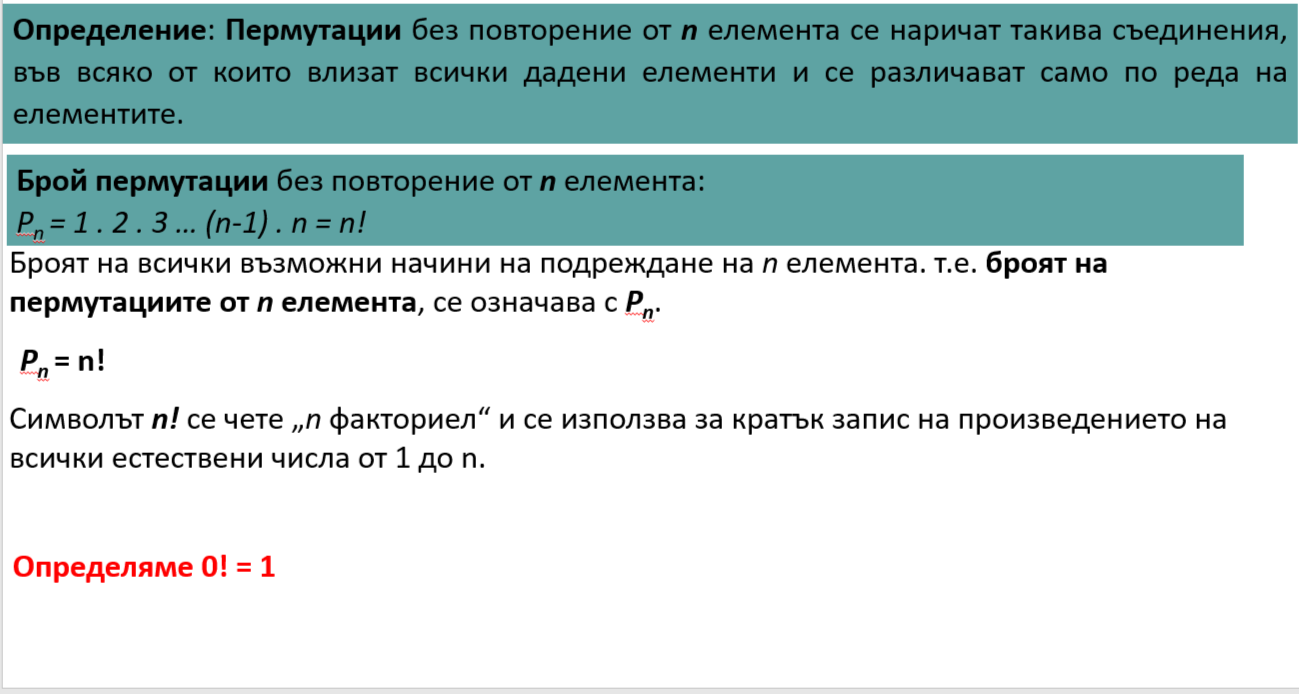 Определение: Пермутации без повторение от n елемента се наричат такива съединения,
във всяко от които влизат всички дадени елементи и се различават само по реда на
елементите.
Брой пермутации без повторение от n елемента:
Pn = 1 . 2 . 3 … (n-1) . n = n!
Броят на всички възможни начини на подреждане на n елемента. т.е. броят на
пермутациите от n елемента, се означава с Pn.
Pn = n!
Символът n! се чете „n факториел“ и се използва за кратък запис на произведението на
всички естествени числа от 1 до n.
Определяме 0! = 1